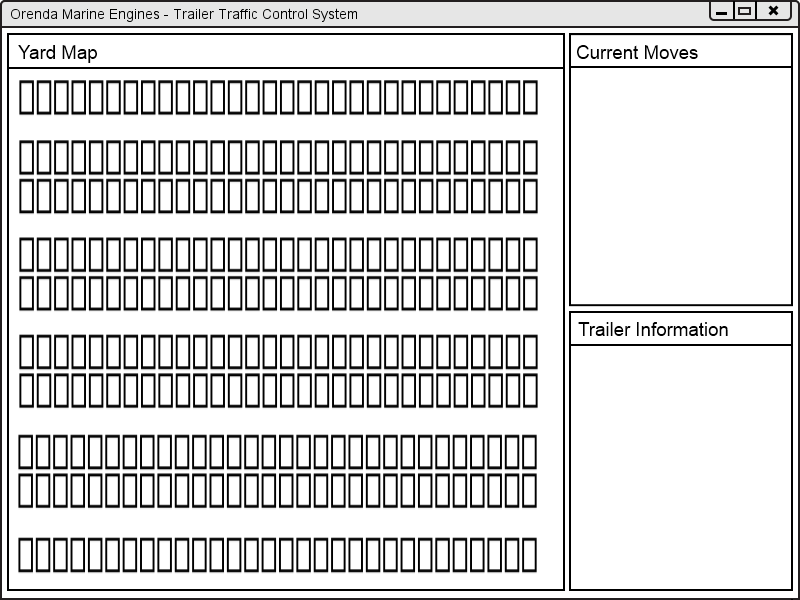 Orenda Marine Engines - Trailer Traffic Control System
Yard Map
Current Moves
Trailer Information